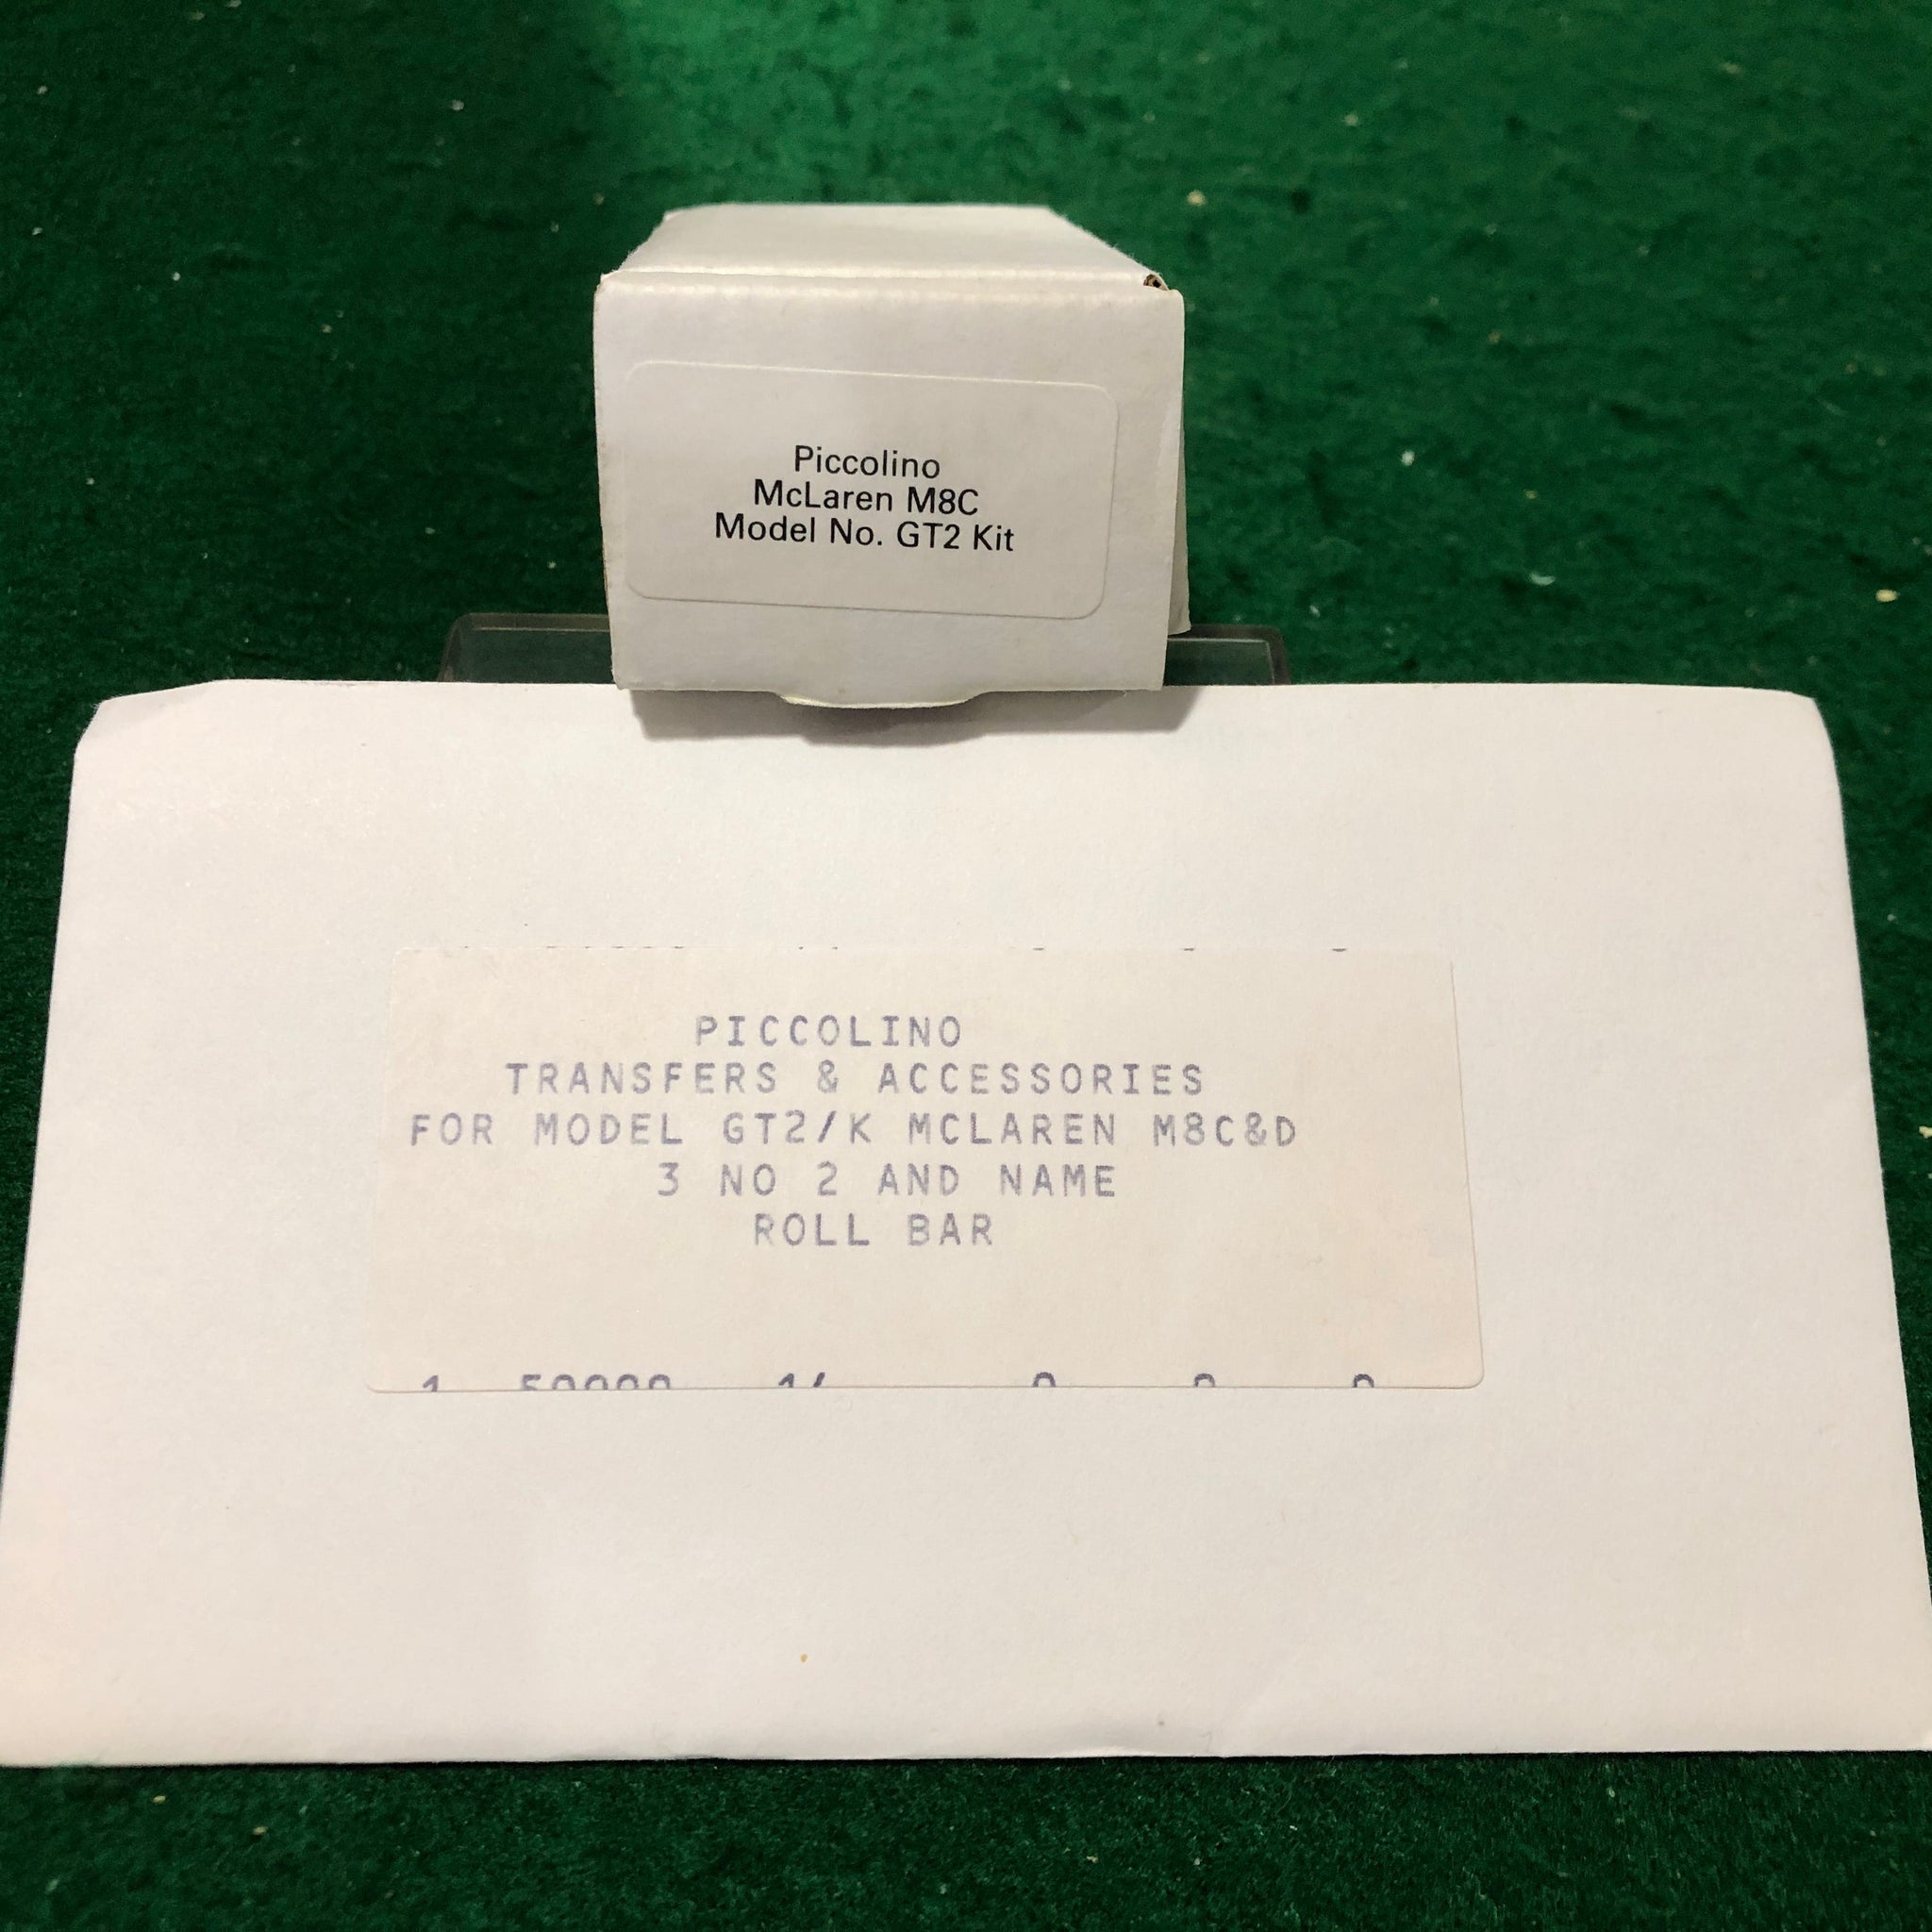 Piccolino
McLaren M8C
Model No. GT2 Kit
PICCOLINO
TRANSFERS & ACCESSORIES
FOR MODEL GT2/K MCLAREN M8C&D
3 NO 2 AND NAME
ROLL BAR